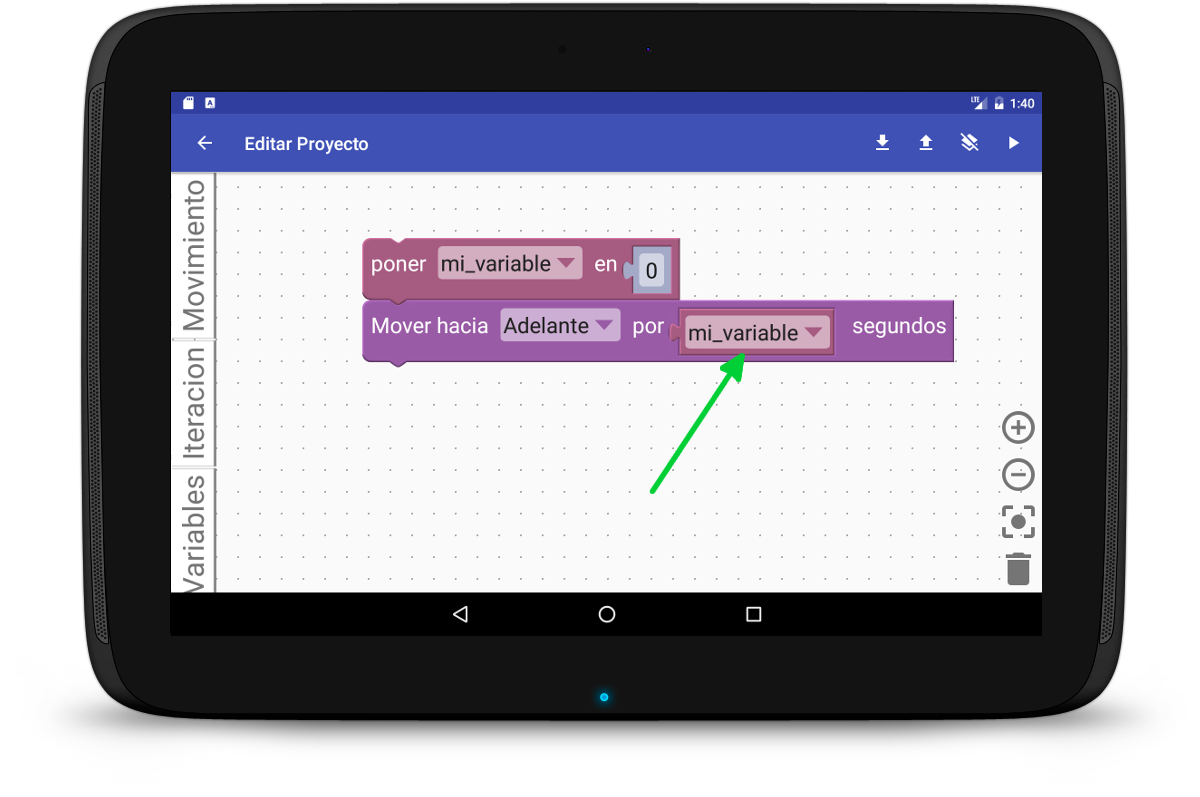 LTE 1:40
Editar Proyecto
Movimiento
Iteracion
Variables
poner mi_variable en 0
Mover hacia Adelante por mi_variable segundos